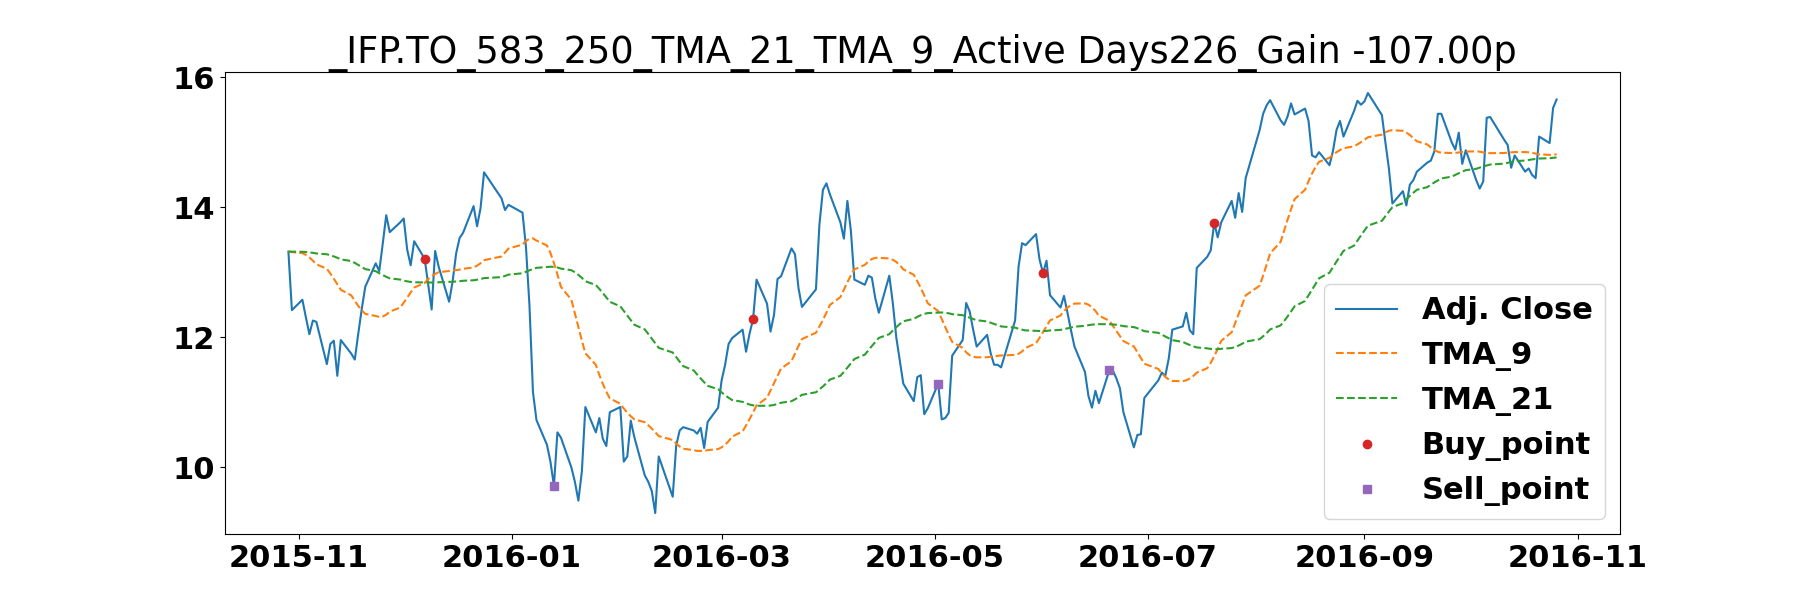 _IFP.TO_583_250_TMA_21_TMA_9_Active Days226_Gain -107.00p
16
14
12
10
Adj. Close
TMA_9
TMA_21
Buy_point
Sell_point
2015-11 2016-01 2016-03 2016-05 2016-07 2016-09 2016-11